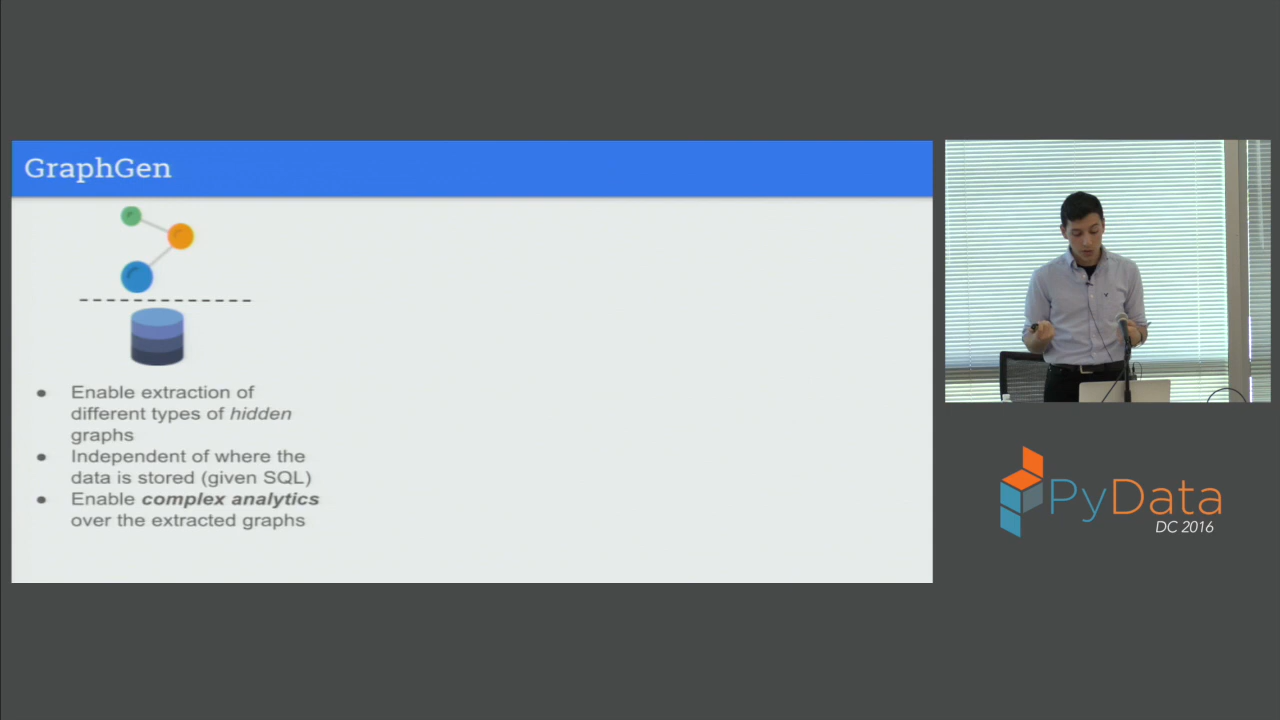 GraphGen
● Enable extraction of
different types of hidden
graphs
● Independent of where the
data is stored (given SQL)
● Enable complex analytics
over the extracted graphs
PyData
DC 2016